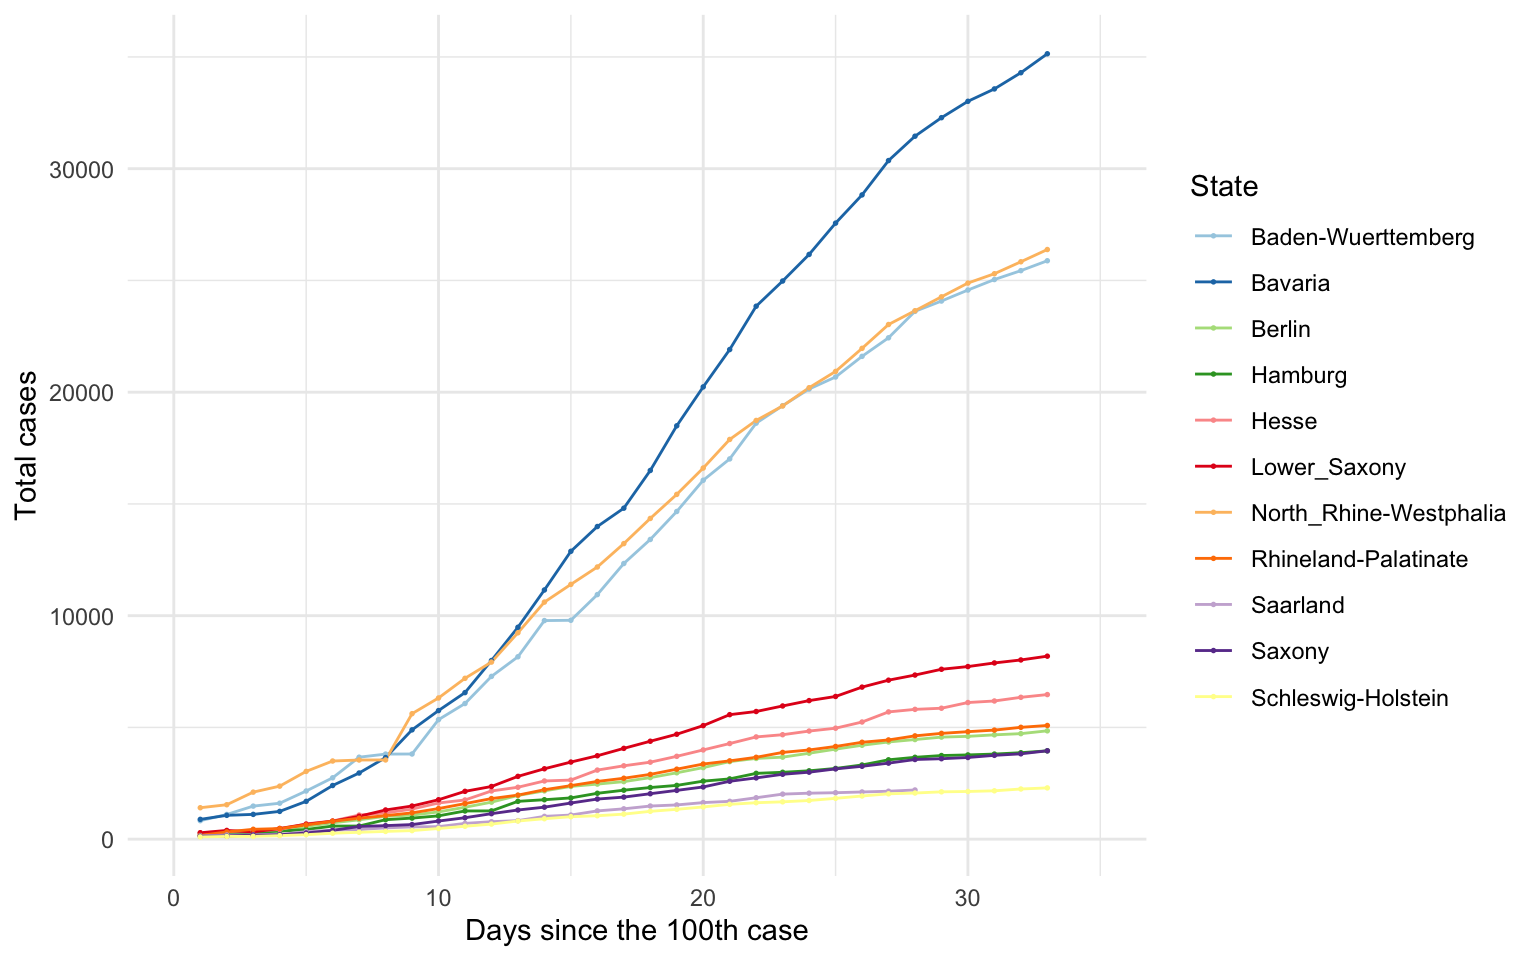 30000
20000
10000
0
Total cases
0 10 20 30
Days since the 100th case
State
Baden-Wuerttemberg
Bavaria
Berlin
Hamburg
Hesse
Lower_Saxony
North_Rhine-Westphalia
Rhineland-Palatinate
Saarland
Saxony
Schleswig-Holstein